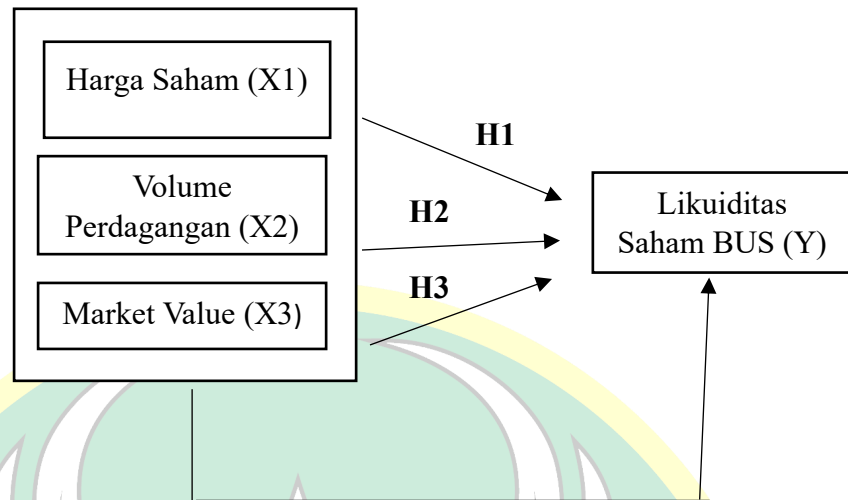 Harga Saham (X1)
H1
Volume
Perdagangan (X2)
H2
Likuiditas
Saham BUS (Y)
H3
Market Value (X3)